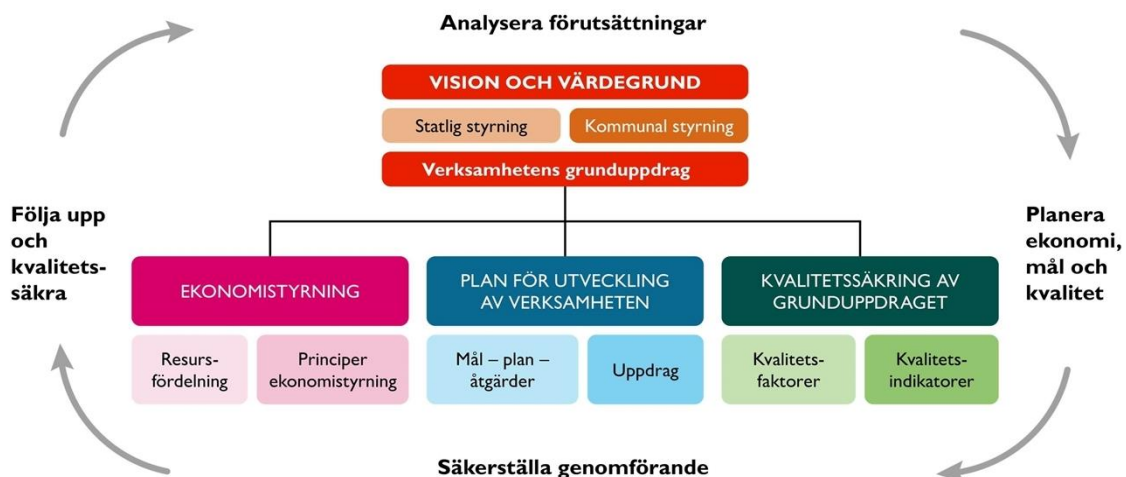 Analysera förutsättningar
VISION OCH VÄRDEGRUND
Statlig styrning
Kommunal styrning
Verksamhetens grunduppdrag
Följa upp
och
kvalitets-
säkra
Planera
ekonomi,
mål och
kvalitet
EKONOMISTYRNING
PLAN FÖR UTVECKLING
AV VERKSAMHETEN
KVALITETSSÄKRING AV
GRUNDUPPDRAGET
Resurs-
fördelning
Principer
ekonomistyrning
Mål – plan –
åtgärder
Uppdrag
Kvalitets-
faktorer
Kvalitets-
indikatorer
Säkerställa genomförande